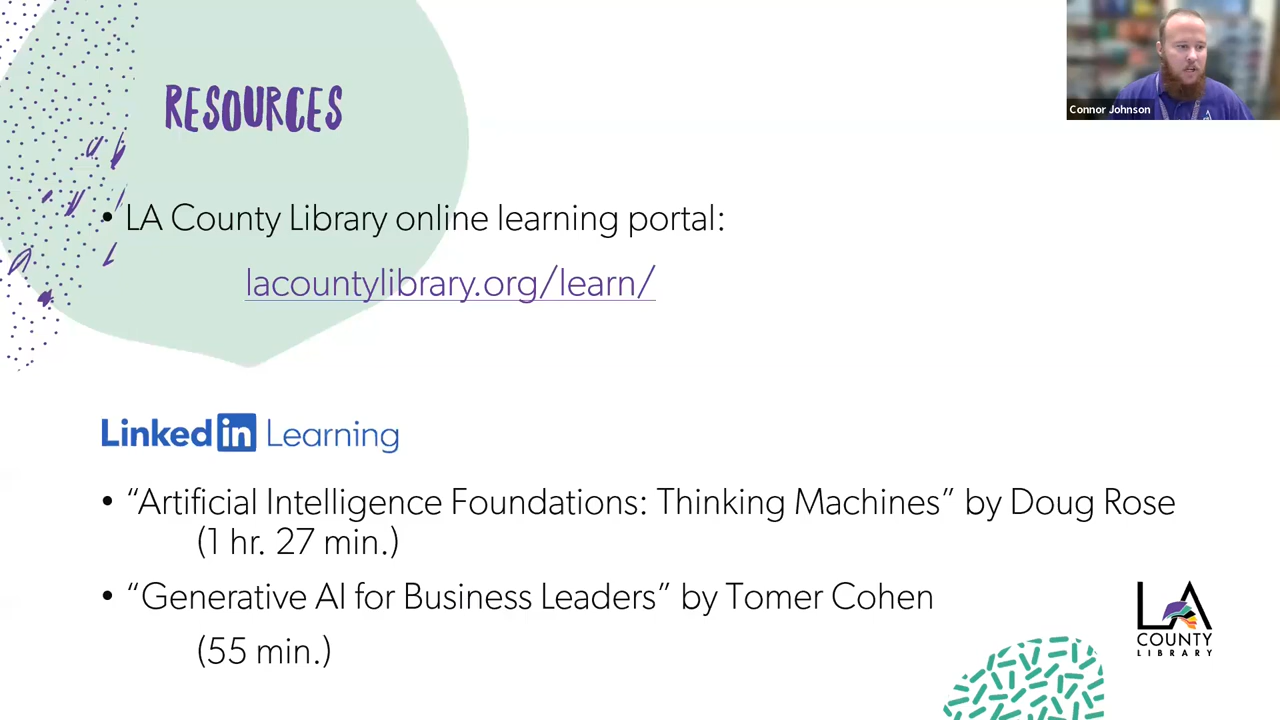 RESOURCES
• LA County Library online learning portal:
lacountylibrary.org/learn/
Linked in Learning
• “Artificial Intelligence Foundations: Thinking Machines” by Doug Rose
(1 hr. 27 min.)
• “Generative AI for Business Leaders” by Tomer Cohen
(55 min.)
LA
COUNTY
LIBRARY
Connor Johnson